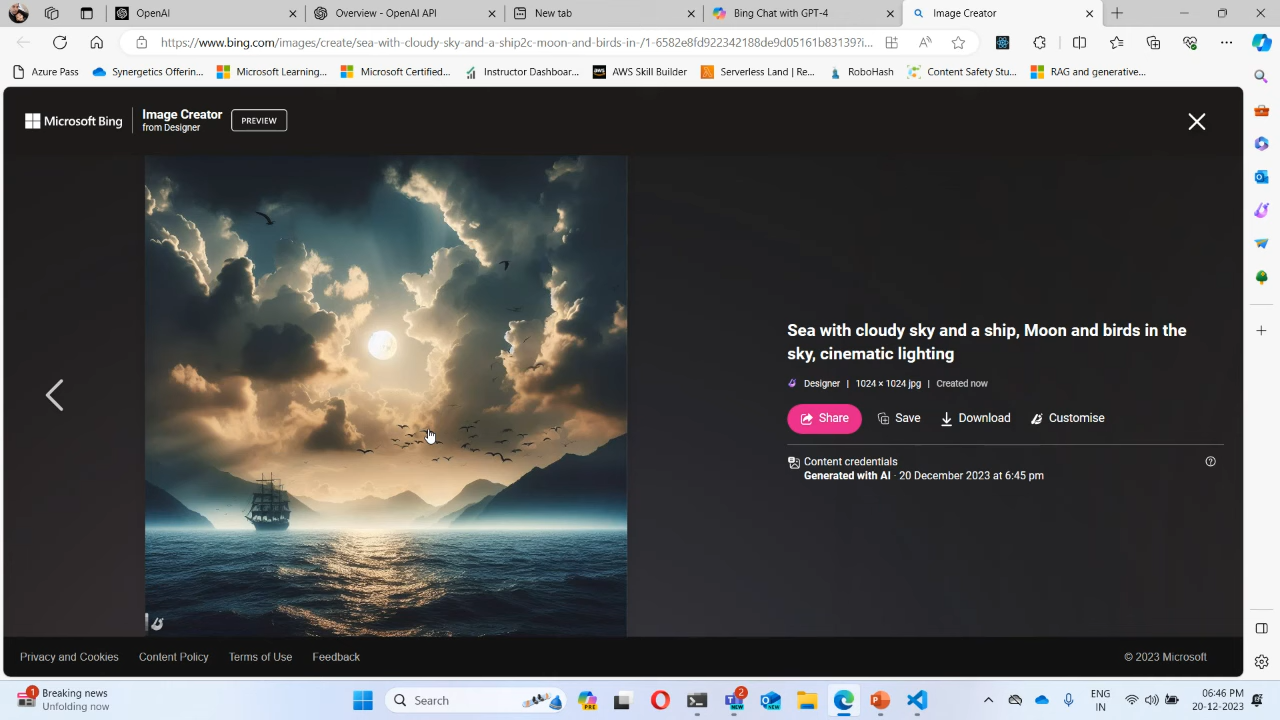 OpenAI
Overview - OpenAI API
New tab
Bing Chat with GPT-4
Image Creator
https://www.bing.com/images/create/sea-with-cloudy-sky-and-a-ship2c-moon-and-birds-in-/1-6582e8fd922342188de9d05161b83139?i...
Azure Pass
SynergeticOfferin...
Microsoft Learning...
Microsoft Certified...
Instructor Dashboar...
AWS Skill Builder
Serverless Land | Re...
RoboHash
Content Safety Stu...
RAG and generative...
Microsoft Bing
Image Creator
from Designer
PREVIEW
Sea with cloudy sky and a ship, Moon and birds in the
sky, cinematic lighting
Designer | 1024 × 1024 jpg | Created now
Share
Save
Download
Customise
Content credentials
Generated with AI · 20 December 2023 at 6:45 pm
Privacy and Cookies
Content Policy
Terms of Use
Feedback
© 2023 Microsoft
1
Breaking news
Unfolding now
Search
PRE
2
NEW
NEW
ENG
IN
06:46 PM
20-12-2023